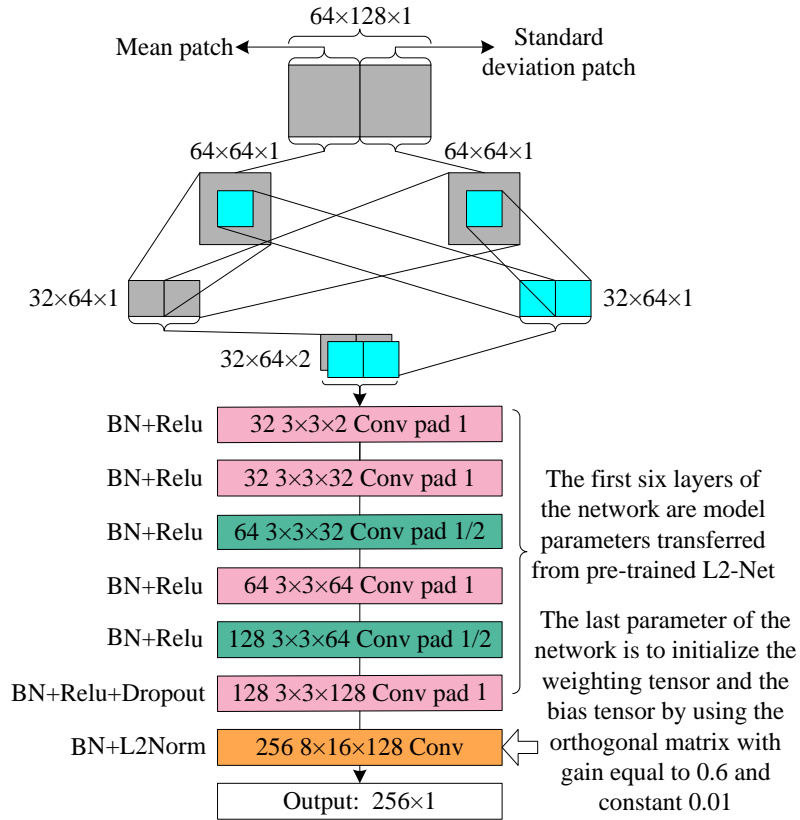 64×128×1
Mean patch
Standard
deviation patch
64×64×1
64×64×1
32×64×1
32×64×1
32×64×2
BN+Relu
32 3×3×2 Conv pad 1
BN+Relu
32 3×3×32 Conv pad 1
BN+Relu
64 3×3×32 Conv pad 1/2
BN+Relu
64 3×3×64 Conv pad 1
BN+Relu
128 3×3×64 Conv pad 1/2
BN+Relu+Dropout
128 3×3×128 Conv pad 1
BN+L2Norm
256 8×16×128 Conv
Output: 256×1
The first six layers of
the network are model
parameters transferred
from pre-trained L2-Net
The last parameter of the
network is to initialize the
weighting tensor and the
bias tensor by using the
orthogonal matrix with
gain equal to 0.6 and
constant 0.01